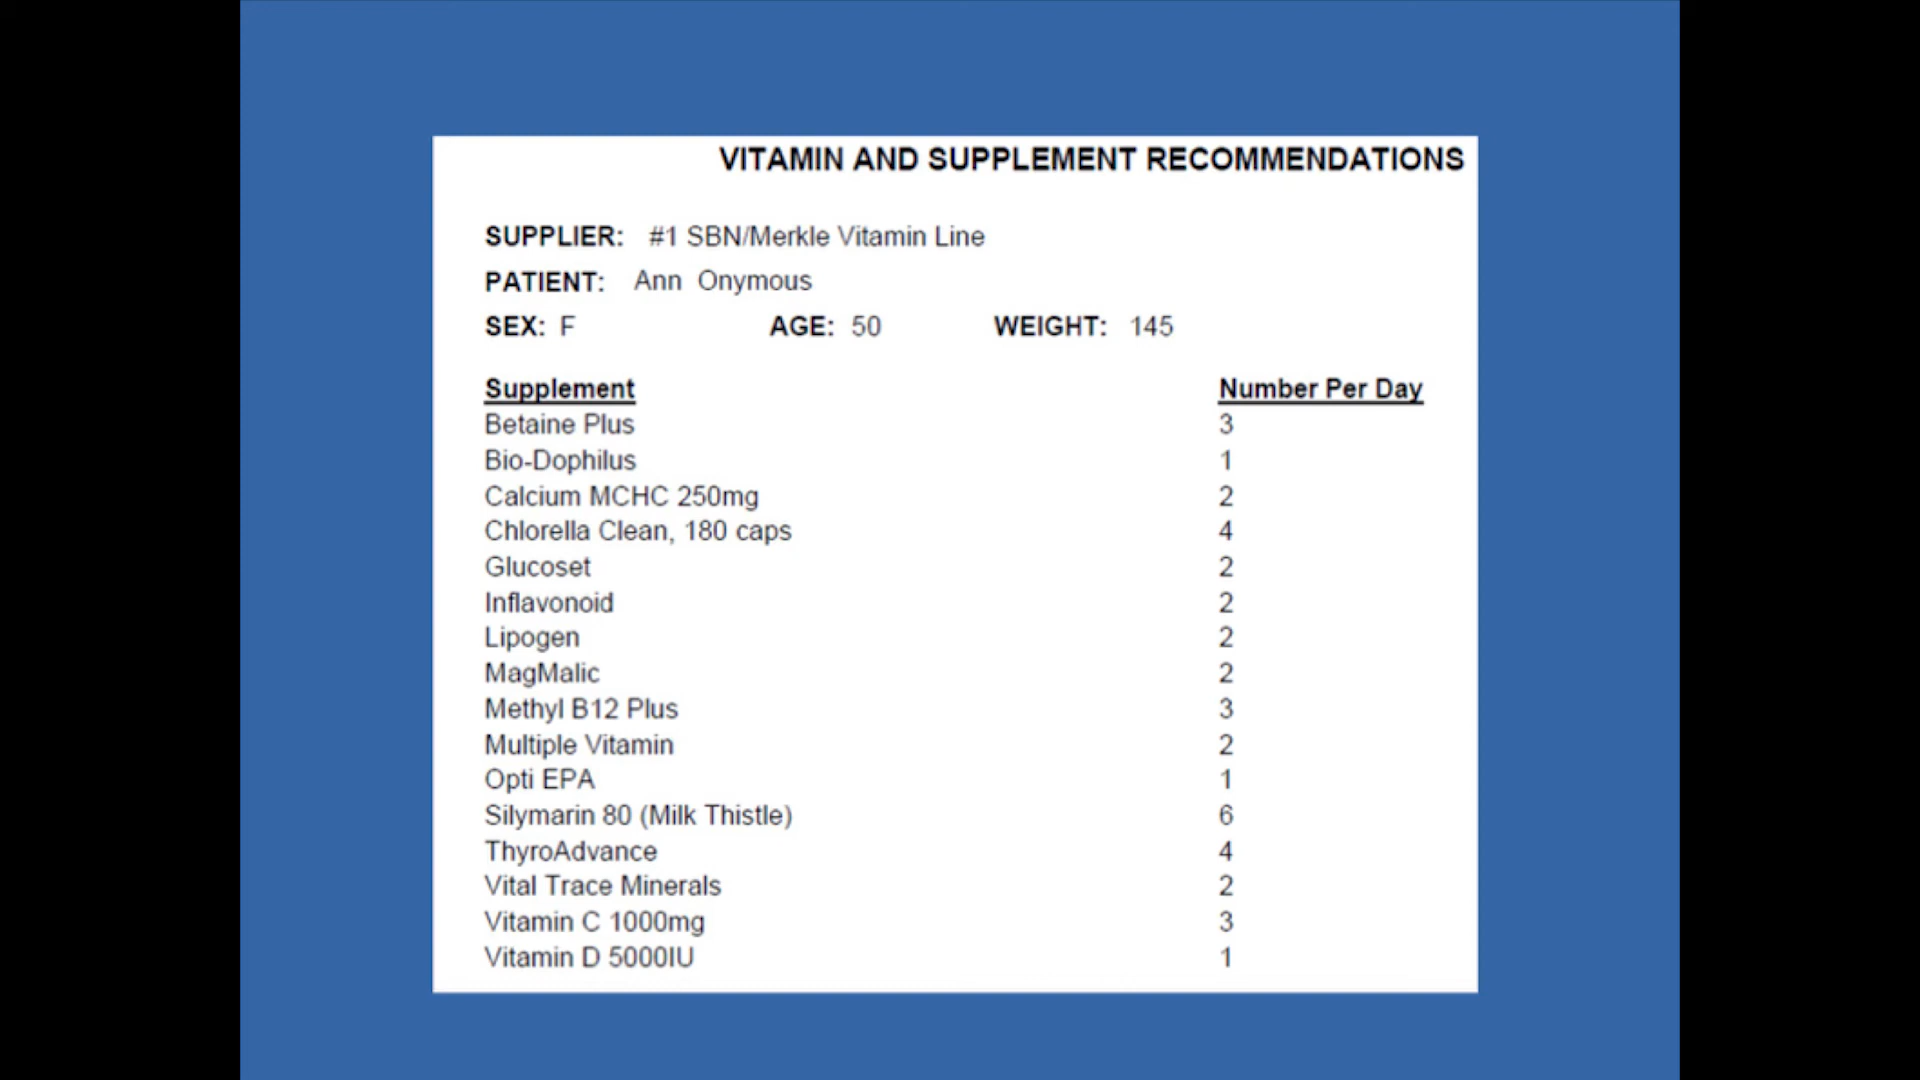 VITAMIN AND SUPPLEMENT RECOMMENDATIONS
SUPPLIER: #1 SBN/Merkle Vitamin Line
PATIENT: Ann Onymous
SEX: F AGE: 50 WEIGHT: 145
Supplement Number Per Day
Betaine Plus 3
Bio-Dophilus 1
Calcium MCHC 250mg 2
Chlorella Clean, 180 caps 4
Glucoset 2
Inflavonoid 2
Lipogen 2
MagMalic 2
Methyl B12 Plus 3
Multiple Vitamin 2
Opti EPA 1
Silymarin 80 (Milk Thistle) 6
ThyroAdvance 4
Vital Trace Minerals 2
Vitamin C 1000mg 3
Vitamin D 5000IU 1